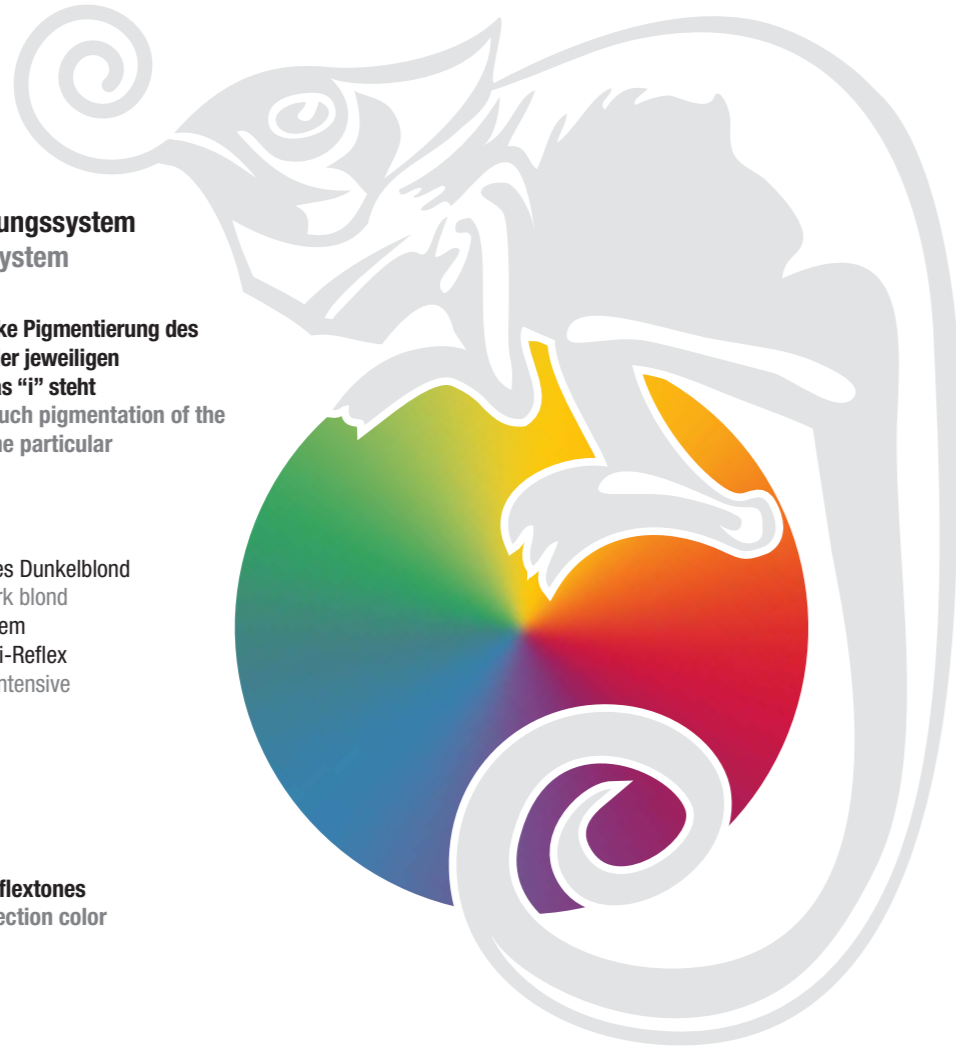 ungssystem
ystem
ke Pigmentierung des
er jeweiligen
s “i” steht
uch pigmentation of the
he particular
es Dunkelblond
rk blond
em
i-Reflex
ntensive
flextones
ection color